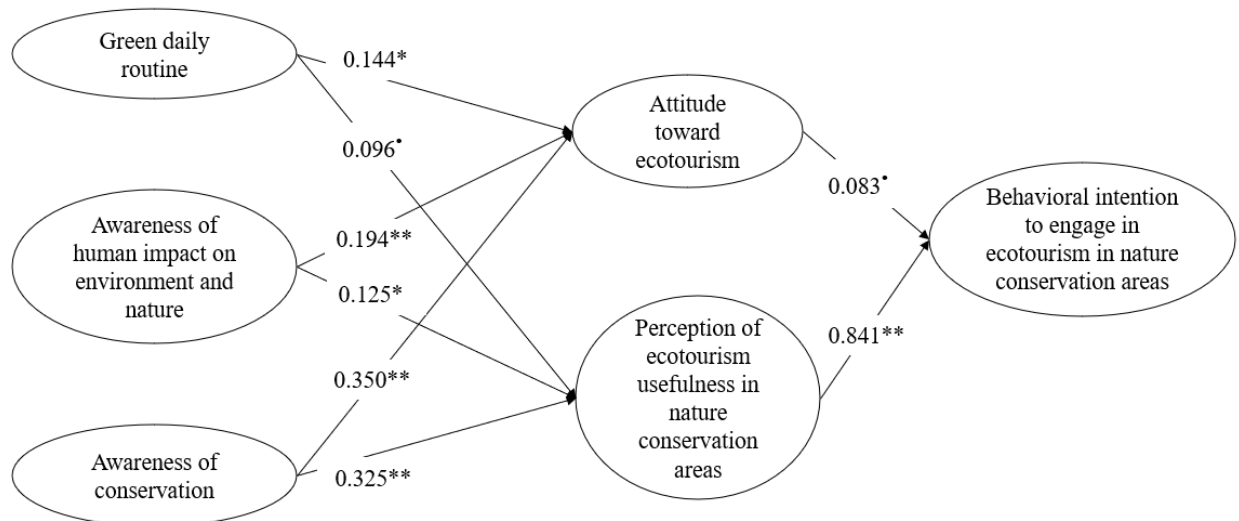 Green daily
routine
0.144*
0.096•
Attitude
toward
ecotourism
0.083•
Awareness of
human impact on
environment and
nature
0.194**
0.125*
Behavioral intention
to engage in
ecotourism in nature
conservation areas
Perception of
ecotourism
usefulness in
nature
conservation
areas
0.841**
0.350**
0.325**
Awareness of
conservation